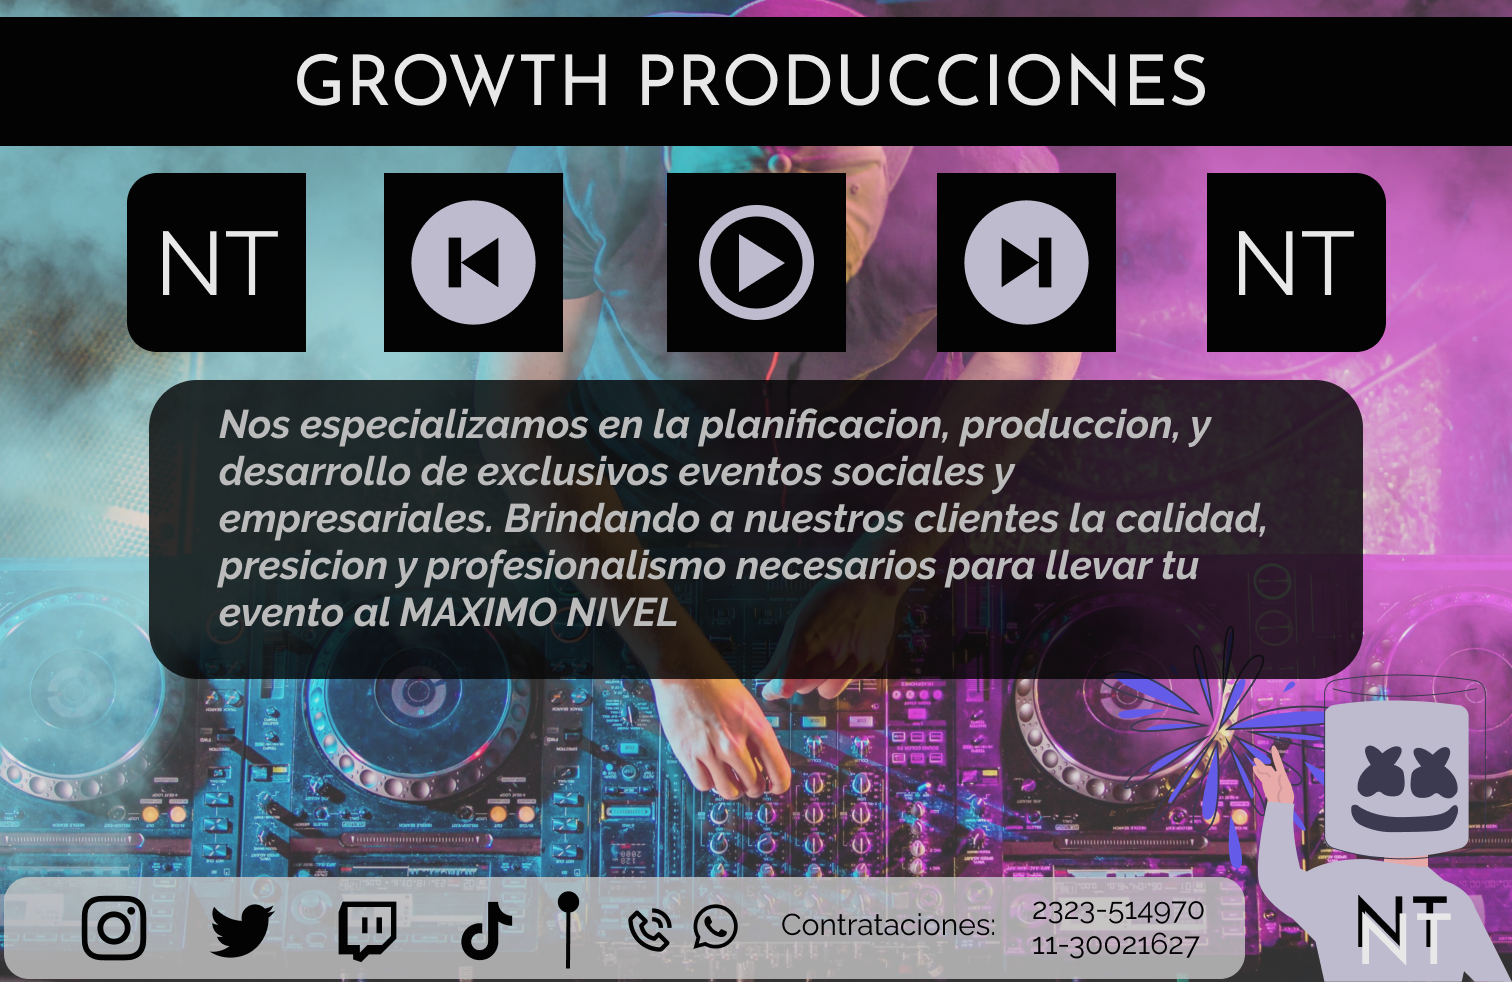 GROWTH PRODUCCIONES
NT
NT
Nos especializamos en la planificacion, produccion, y
desarrollo de exclusivos eventos sociales y
empresariales. Brindando a nuestros clientes la calidad,
presicion y profesionalismo necesarios para llevar tu
evento al MAXIMO NIVEL
Contrataciones:
2323-514970
11-30021627
NT